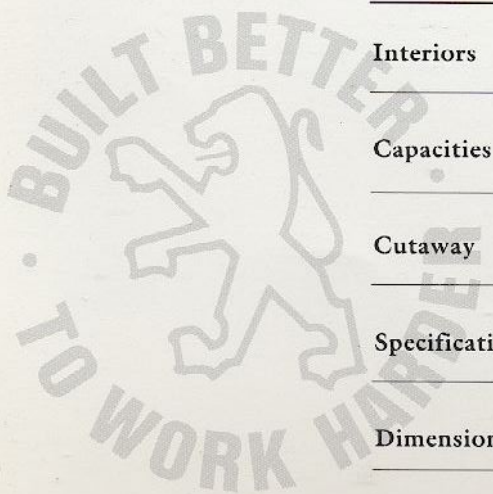 BUILT BETTER
TO WORK HARDER
Interiors
Capacities
Cutaway
Specificati
Dimension